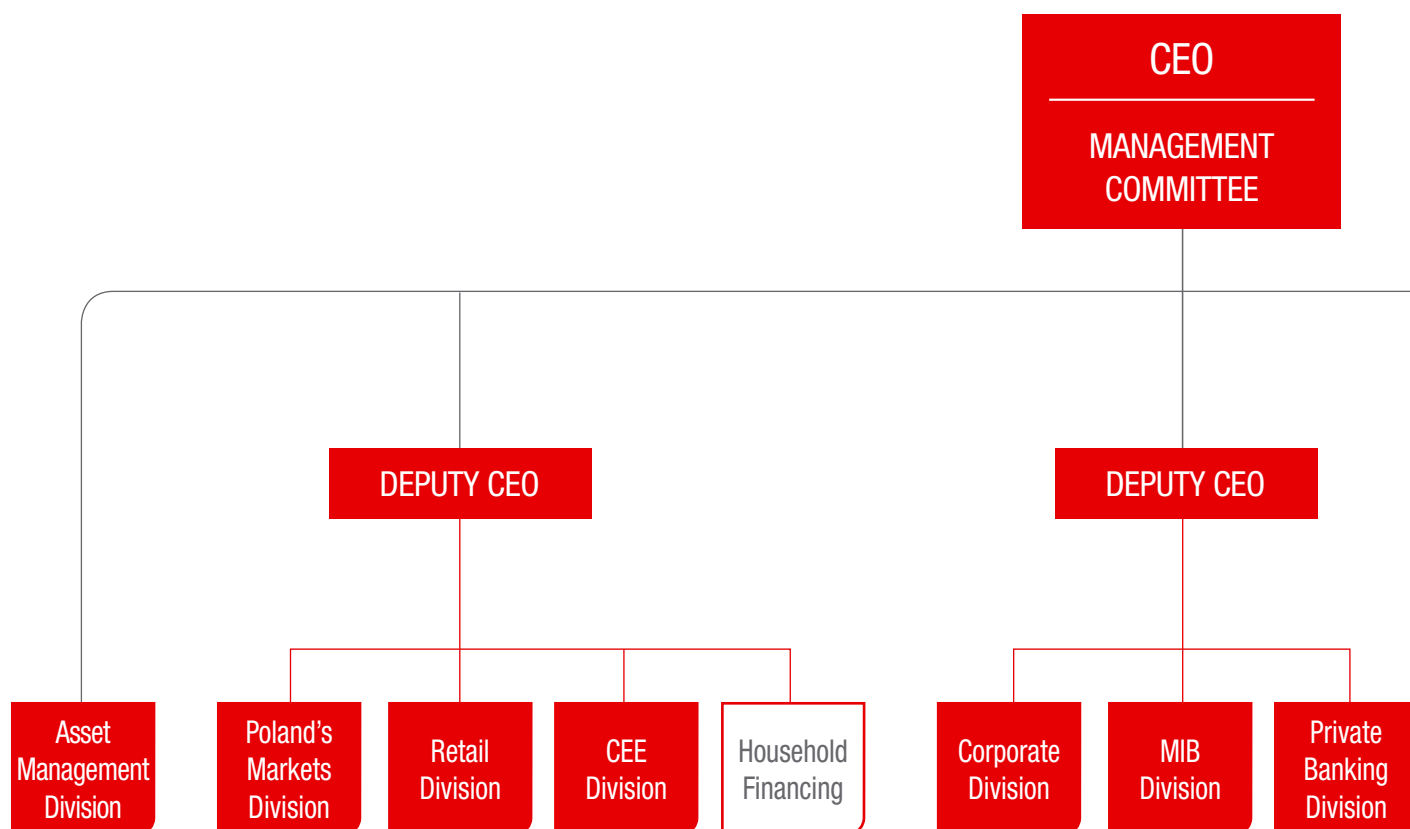 CEO
MANAGEMENT
COMMITTEE
DEPUTY CEO
DEPUTY CEO
Asset
Management
Division
Poland’s
Markets
Division
Retail
Division
CEE
Division
Household
Financing
Corporate
Division
MIB
Division
Private
Banking
Division